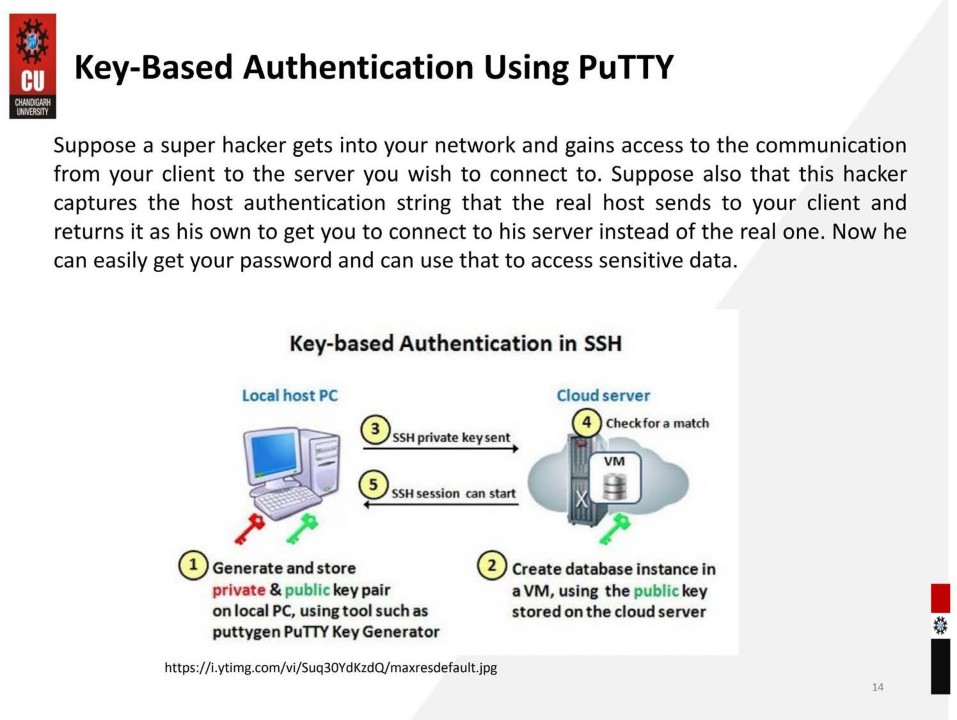 CU
CHANDIGARH
UNIVERSITY
Key-Based Authentication Using PuTTY
Suppose a super hacker gets into your network and gains access to the communication
from your client to the server you wish to connect to. Suppose also that this hacker
captures the host authentication string that the real host sends to your client and
returns it as his own to get you to connect to his server instead of the real one. Now he
can easily get your password and can use that to access sensitive data.
Key-based Authentication in SSH
Local host PC
Cloud server
3 SSH private key sent
4 Check for a match
VM
X
5 SSH session can start
1 Generate and store
private & public key pair
on local PC, using tool such as
puttygen PuTTY Key Generator
2 Create database instance in
a VM, using the public key
stored on the cloud server
https://i.ytimg.com/vi/Suq30YdKzdQ/maxresdefault.jpg
14